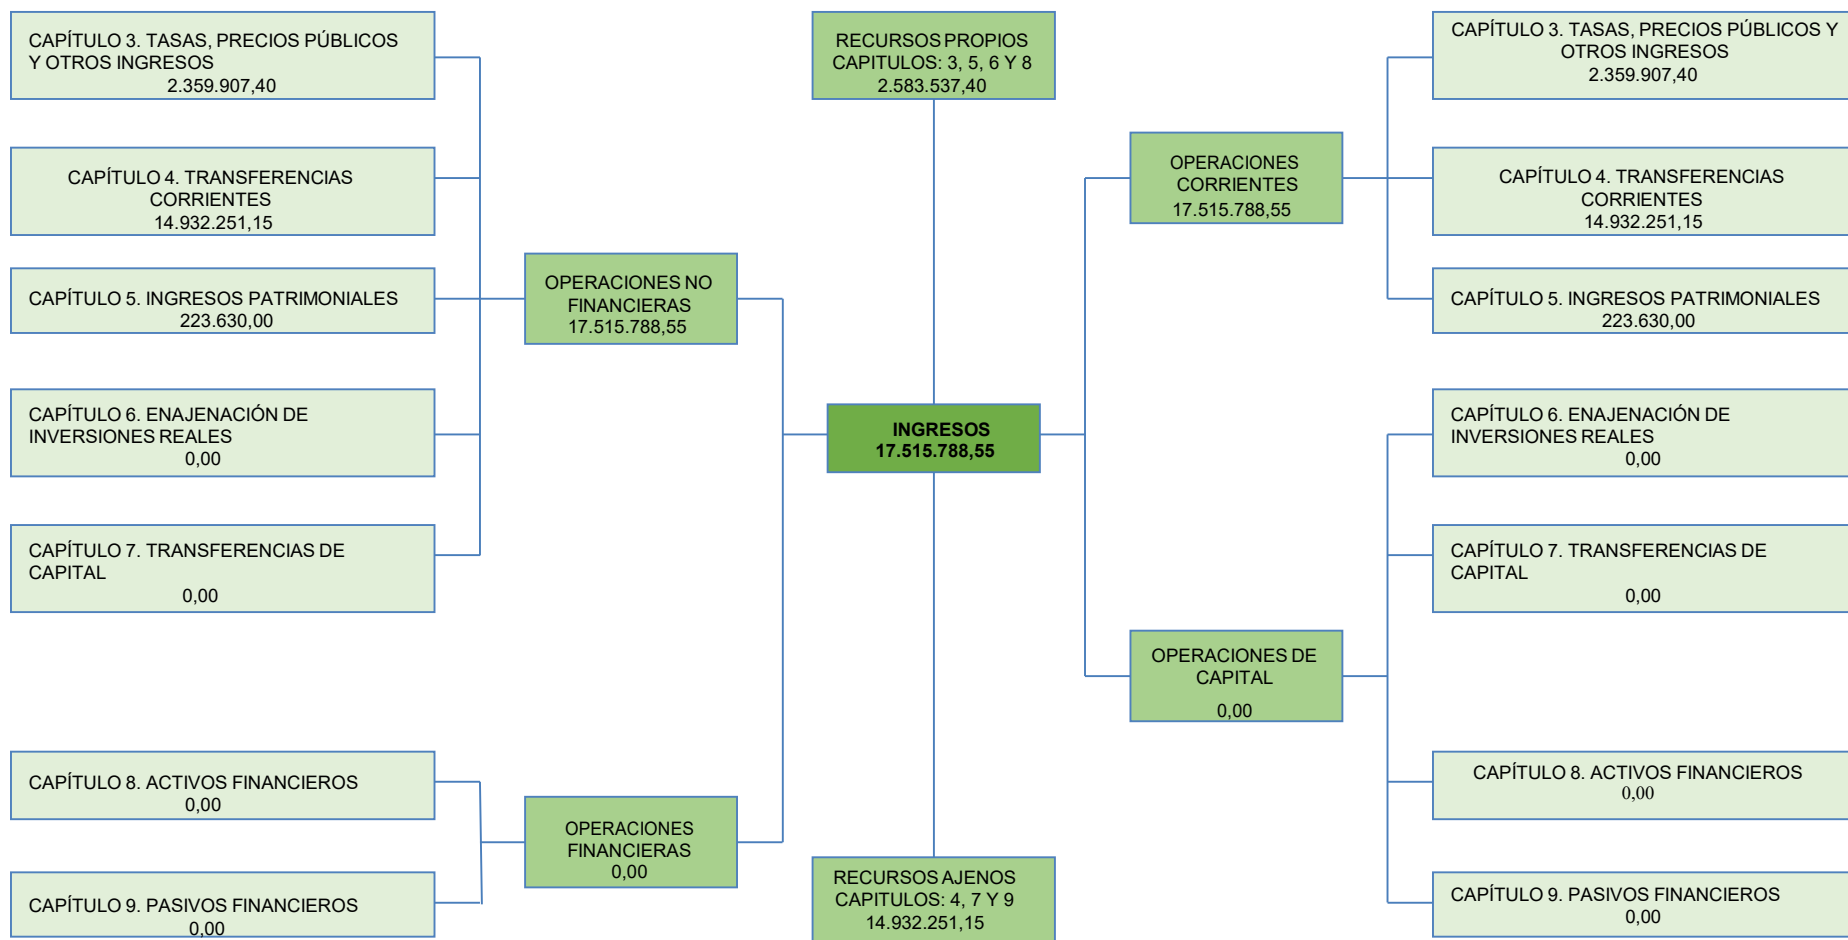 CAPÍTULO 3. TASAS, PRECIOS PÚBLICOS
Y OTROS INGRESOS
2.359.907,40
CAPÍTULO 4. TRANSFERENCIAS
CORRIENTES
14.932.251,15
CAPÍTULO 5. INGRESOS PATRIMONIALES
223.630,00
CAPÍTULO 6. ENAJENACIÓN DE
INVERSIONES REALES
0,00
CAPÍTULO 7. TRANSFERENCIAS DE
CAPITAL
0,00
CAPÍTULO 8. ACTIVOS FINANCIEROS
0,00
CAPÍTULO 9. PASIVOS FINANCIEROS
0,00
OPERACIONES NO
FINANCIERAS
17.515.788,55
OPERACIONES
FINANCIERAS
0,00
RECURSOS PROPIOS
CAPITULOS: 3, 5, 6 Y 8
2.583.537,40
INGRESOS
17.515.788,55
RECURSOS AJENOS
CAPITULOS: 4, 7 Y 9
14.932.251,15
OPERACIONES
CORRIENTES
17.515.788,55
OPERACIONES DE
CAPITAL
0,00
CAPÍTULO 3. TASAS, PRECIOS PÚBLICOS Y
OTROS INGRESOS
2.359.907,40
CAPÍTULO 4. TRANSFERENCIAS
CORRIENTES
14.932.251,15
CAPÍTULO 5. INGRESOS PATRIMONIALES
223.630,00
CAPÍTULO 6. ENAJENACIÓN DE
INVERSIONES REALES
0,00
CAPÍTULO 7. TRANSFERENCIAS DE
CAPITAL
0,00
CAPÍTULO 8. ACTIVOS FINANCIEROS
0,00
CAPÍTULO 9. PASIVOS FINANCIEROS
0,00